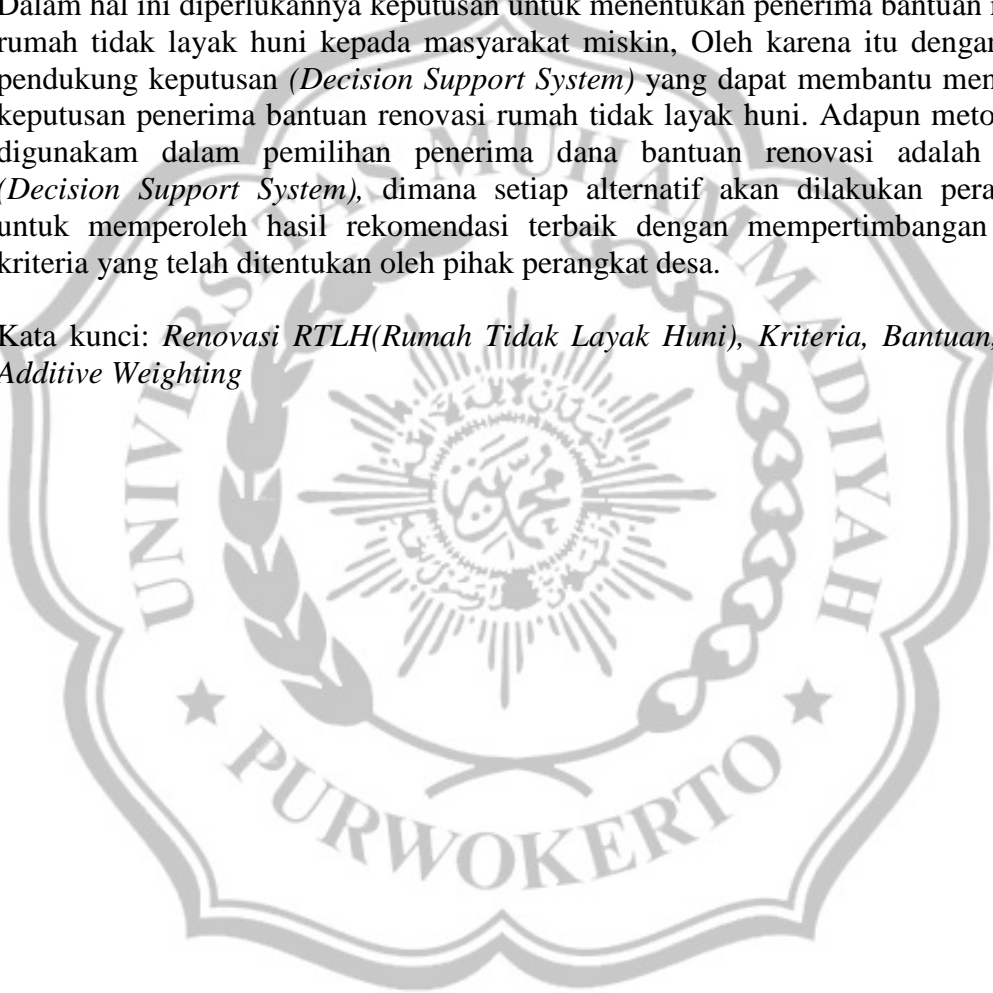 Dalam hal ini diperlukannya keputusan untuk menentukan penerima bantuan
rumah tidak layak huni kepada masyarakat miskin, Oleh karena itu dengan
pendukung keputusan (Decision Support System) yang dapat membantu
keputusan penerima bantuan renovasi rumah tidak layak huni. Adapun
digunakam dalam pemilihan penerima dana bantuan renovasi adalah
(Decision Support System), dimana setiap alternatif akan dilakukan
untuk memperoleh hasil rekomendasi terbaik dengan mempertimbangan
kriteria yang telah ditentukan oleh pihak perangkat desa.
Kata kunci: Renovasi RTLH(Rumah Tidak Layak Huni), Kriteria, Bantuan,
Additive Weighting
UNIVERSITAS MUHAMMADIYAH
PURWOKERTO